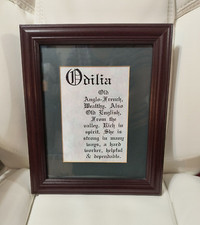 Odilia
Old
Anglo-French,
Wealthy. Also
Old English,
From the
valley. Rich in
spirit. She is
strong in many
ways, a hard
worker, helpful
& dependable.